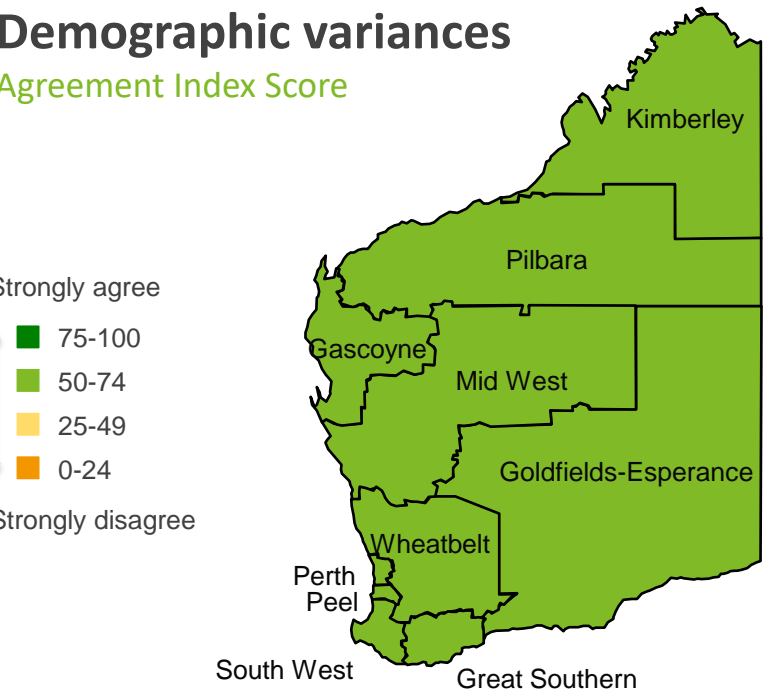 Demographic variances
Agreement Index Score
Strongly agree
75-100
50-74
25-49
0-24
Strongly disagree
Kimberley
Pilbara
Gascoyne
Mid West
Goldfields-Esperance
Wheatbelt
Perth
Peel
South West
Great Southern